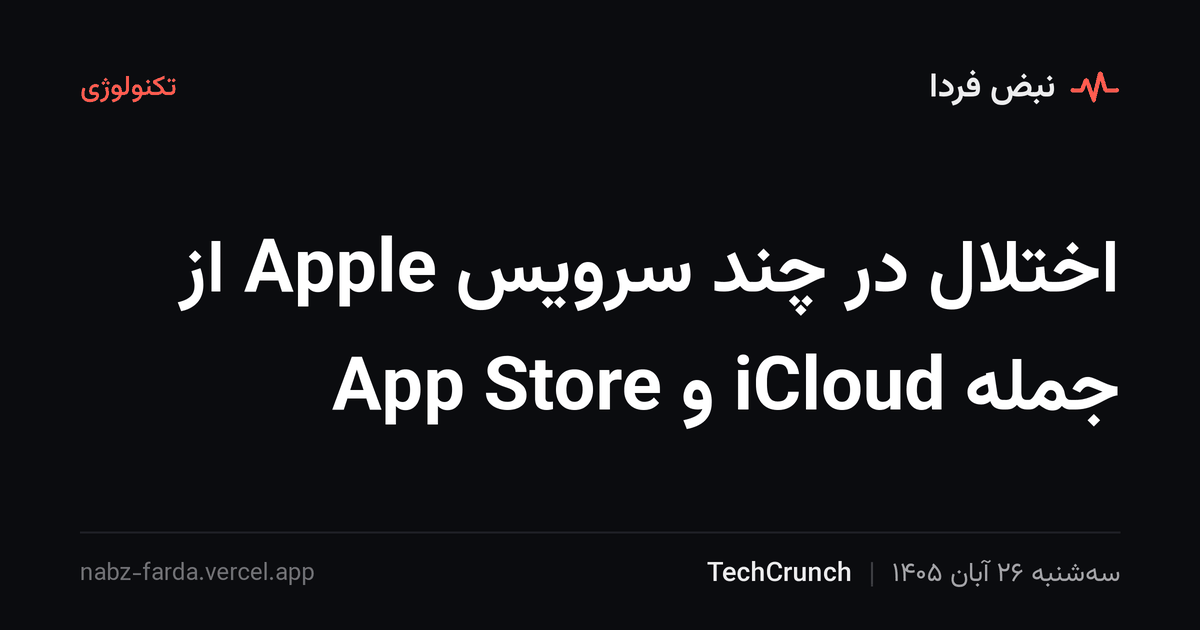 نبض فردا
تکنولوژی
اختلال در چند سرویس Apple از
جمله iCloud و App Store
سه‌شنبه ۲۶ آبان ۱۴۰۵ | TechCrunch
nabz-farda.vercel.app